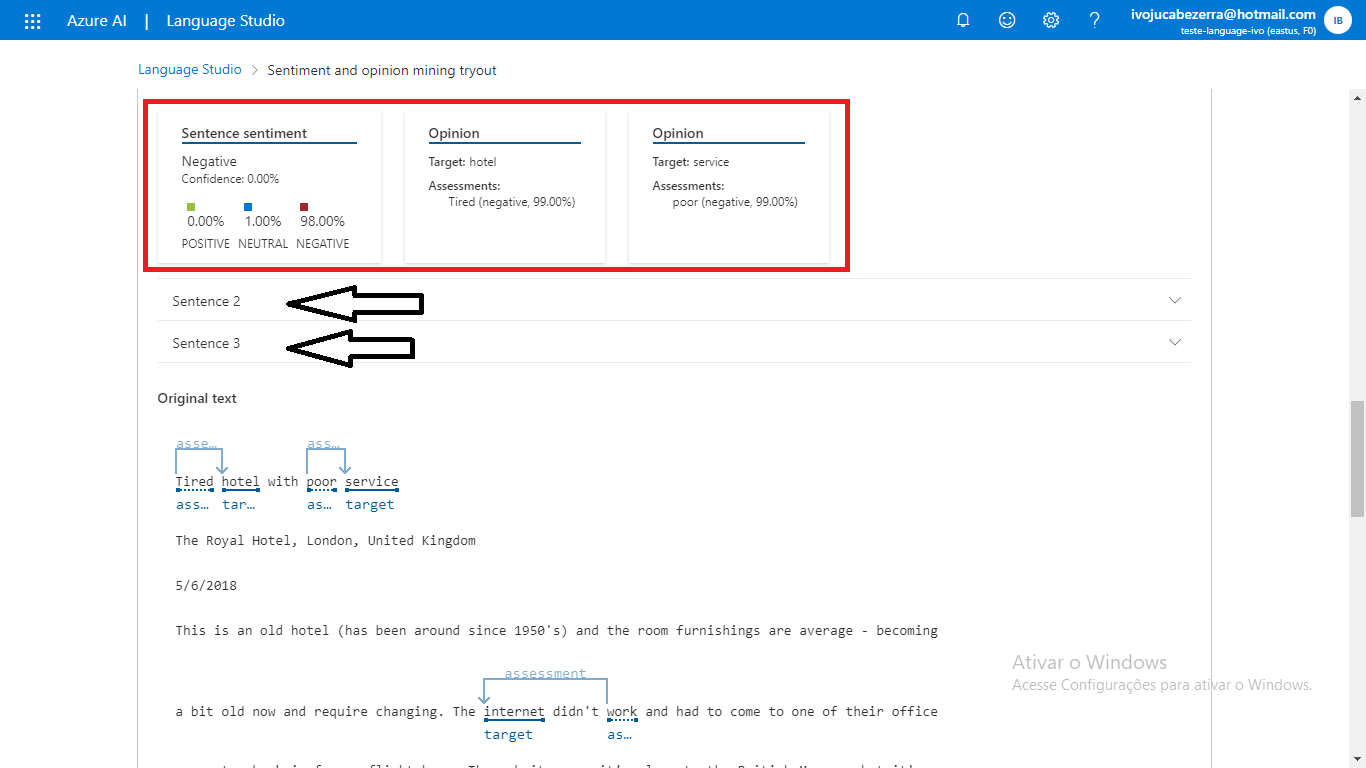 Azure AI | Language Studio
ivojucabezerra@hotmail.com
teste-language-ivo (eastus, F0)
IB
Language Studio > Sentiment and opinion mining tryout
Sentence sentiment
Negative
Confidence: 0.00%
0.00% 1.00% 98.00%
POSITIVE NEUTRAL NEGATIVE
Opinion
Target: hotel
Assessments:
Tired (negative, 99.00%)
Opinion
Target: service
Assessments:
poor (negative, 99.00%)
Sentence 2
Sentence 3
Original text
asse... ass...
Tired hotel with poor service
ass... tar... as... target
The Royal Hotel, London, United Kingdom
5/6/2018
This is an old hotel (has been around since 1950's) and the room furnishings are average - becoming
assessment
a bit old now and require changing. The internet didn't work and had to come to one of their office
target as...
Ativar o Windows
Acesse Configurações para ativar o Windows.